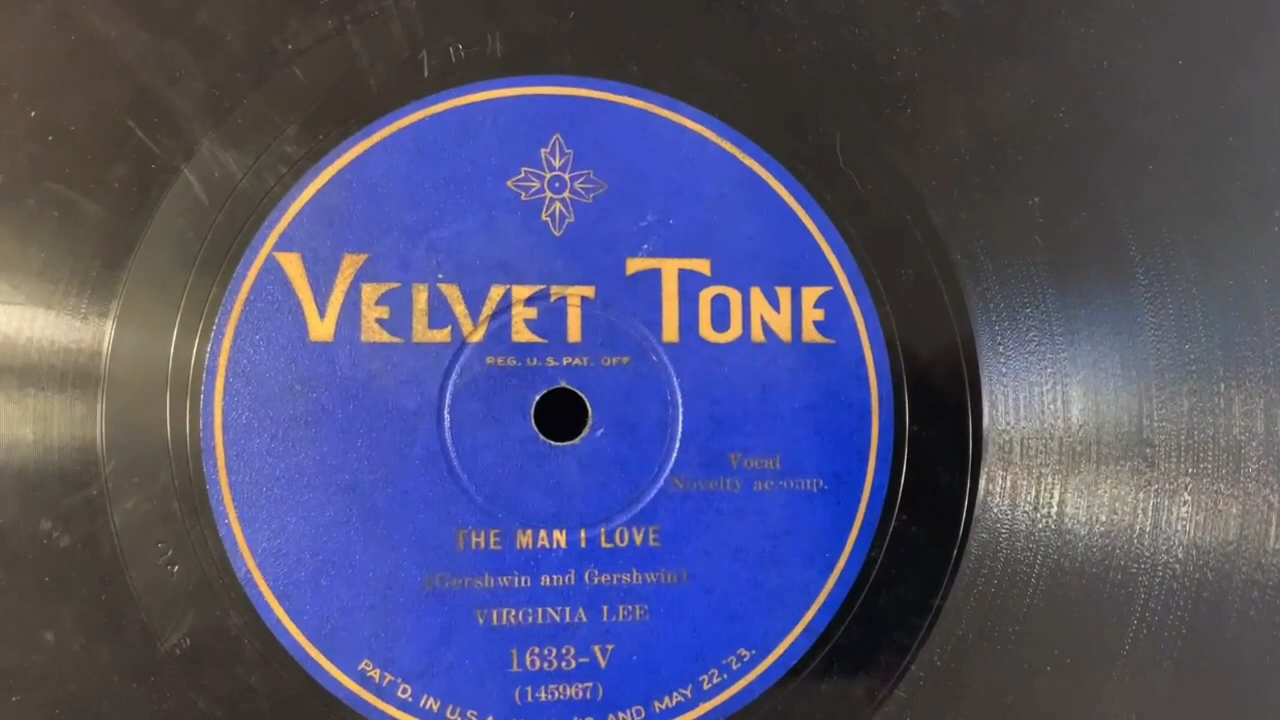 VELVET TONE
REG. U. S. PAT. OFF.
Vocal
Novelty accomp.
THE MAN I LOVE
(Gershwin and Gershwin)
VIRGINIA LEE
1633-V
(145967)
PAT'D. IN U.S.A. AND MAY 22, '23.